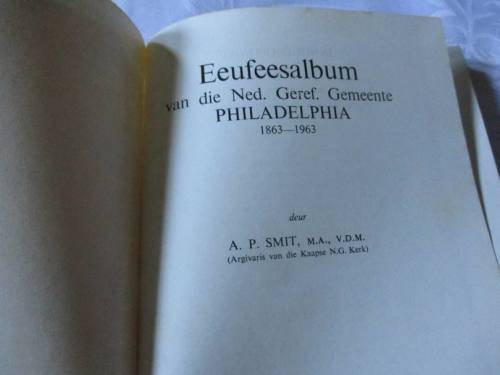 Eeufeesalbum
van die Ned. Geref. Gemeente
PHILADELPHIA
1863—1963
deur
A. P. SMIT, M.A., V.D.M.
(Argivaris van die Kaapse N.G. Kerk)